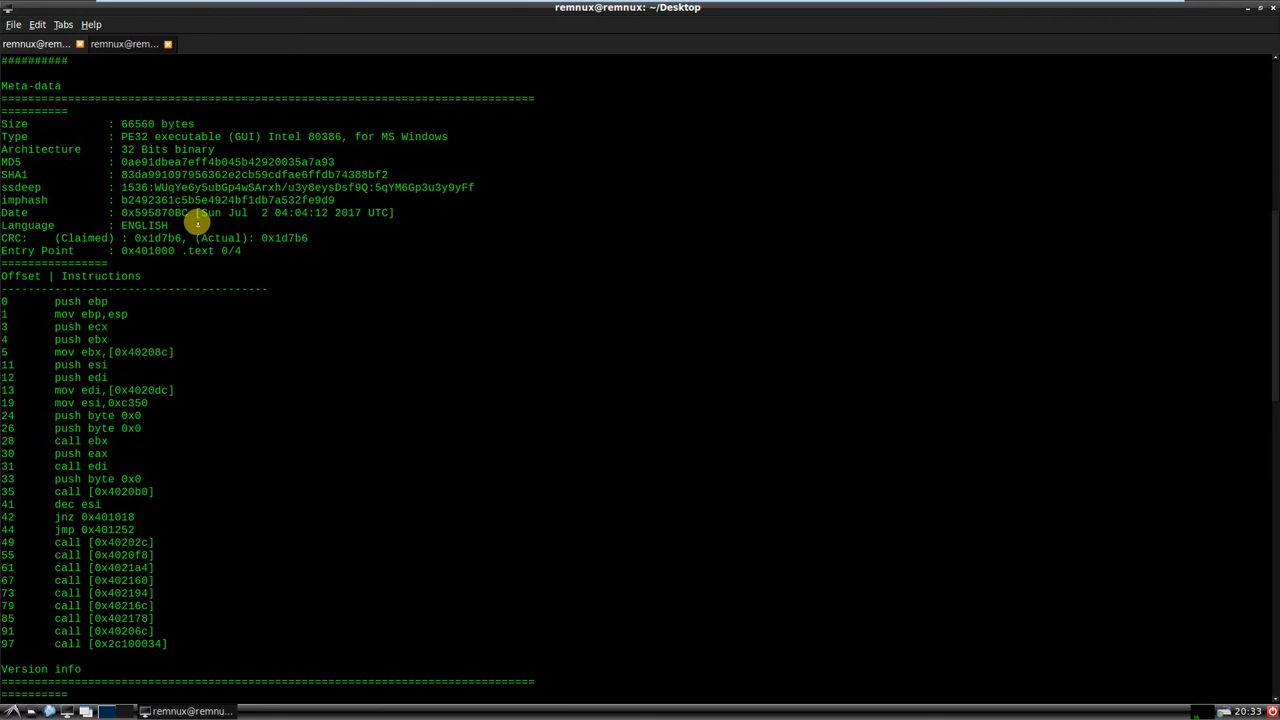 remnux@remnux: ~/Desktop
File Edit Tabs Help
remnux@rem... remnux@rem...
##########
Meta-data
================================================================================
==========
Size : 66560 bytes
Type : PE32 executable (GUI) Intel 80386, for MS Windows
Architecture : 32 Bits binary
MD5 : 0ae91dbea7eff4b045b42920035a7a93
SHA1 : 83da991097956362e2cb59cdfae6ffdb74388bf2
ssdeep : 1536:WUqYe6y5ubGp4wSArxh/u3y8eysDsf9Q:5qYM6Gp3u3y9yFf
imphash : b2492361c5b5e4924bf1db7a532fe9d9
Date : 0x595870BC [Sun Jul  2 04:04:12 2017 UTC]
Language : ENGLISH
CRC: (Claimed) : 0x1d7b6, (Actual): 0x1d7b6
Entry Point : 0x401000 .text 0/4
================
Offset | Instructions
----------------------------------------
0 push ebp
1 mov ebp,esp
3 push ecx
4 push ebx
5 mov ebx,[0x40208c]
11 push esi
12 push edi
13 mov edi,[0x4020dc]
19 mov esi,0xc350
24 push byte 0x0
26 push byte 0x0
28 call ebx
30 push eax
31 call edi
33 push byte 0x0
35 call [0x4020b0]
41 dec esi
42 jnz 0x401018
44 jmp 0x401252
49 call [0x40202c]
55 call [0x4020f8]
61 call [0x4021a4]
67 call [0x402160]
73 call [0x402194]
79 call [0x40216c]
85 call [0x402178]
91 call [0x40206c]
97 call [0x2c100034]
Version info
================================================================================
==========
remnux@remnu... 20:33